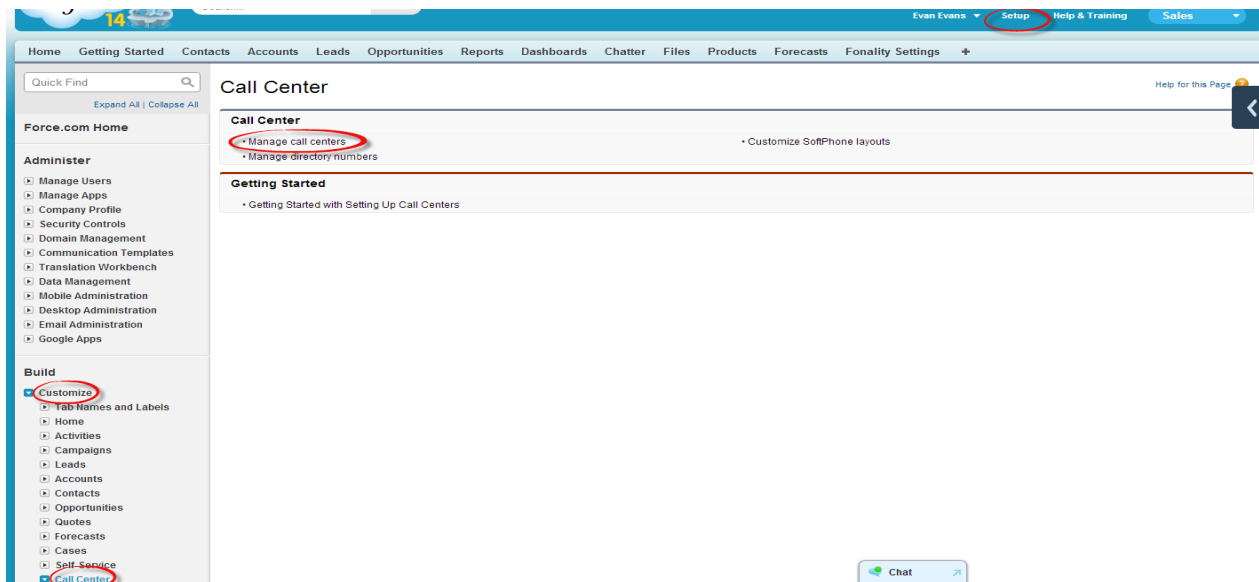 14
Evan Evans Setup Help & Training Sales
Home Getting Started Contacts Accounts Leads Opportunities Reports Dashboards Chatter Files Products Forecasts Fonality Settings +
Quick Find
Expand All | Collapse All
Force.com Home
Administer
Manage Users
Manage Apps
Company Profile
Security Controls
Domain Management
Communication Templates
Translation Workbench
Data Management
Mobile Administration
Desktop Administration
Email Administration
Google Apps
Build
Customize
Tab Names and Labels
Home
Activities
Campaigns
Leads
Accounts
Contacts
Opportunities
Quotes
Forecasts
Cases
Self-Service
Call Center
Call Center
Help for this Page ?
Call Center
• Manage call centers
• Manage directory numbers
• Customize SoftPhone layouts
Getting Started
• Getting Started with Setting Up Call Centers
Chat